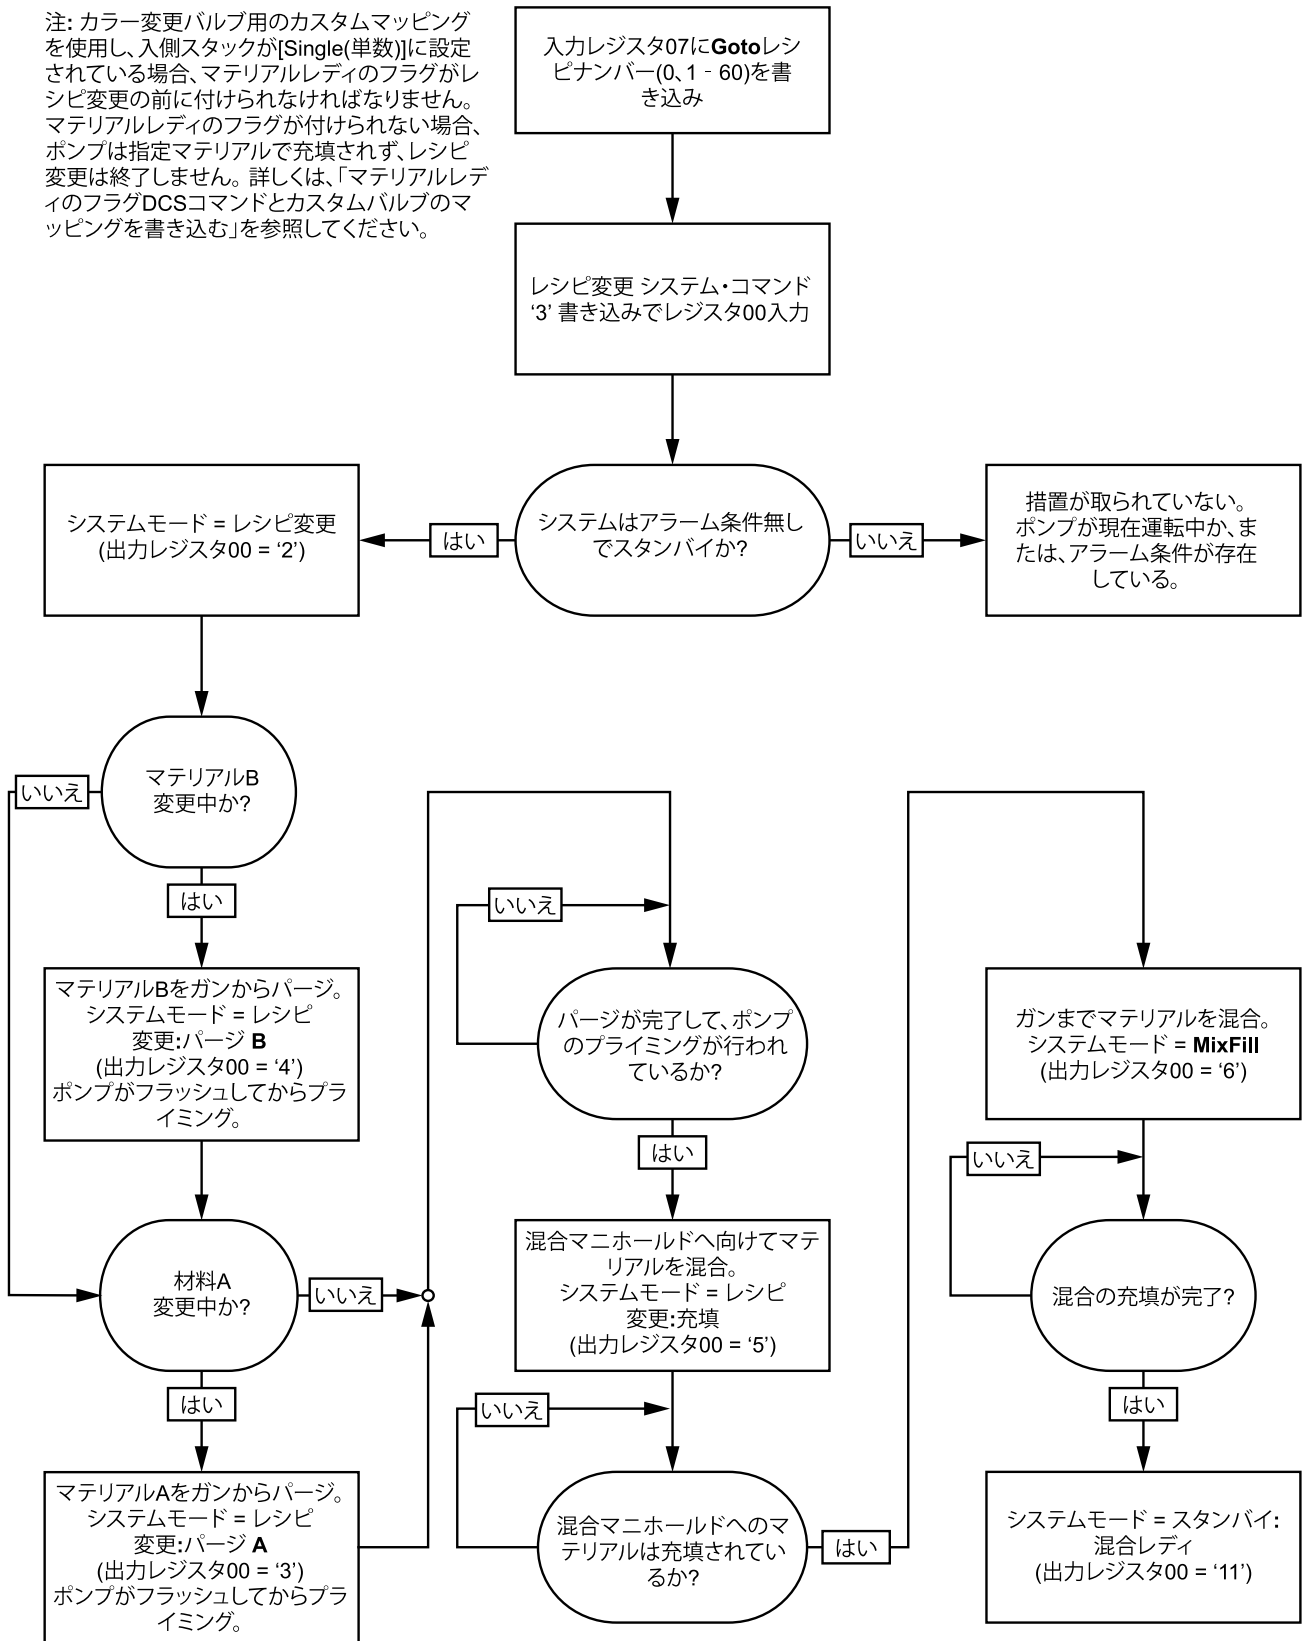 注: カラー変更バルブ用のカスタムマッピング
を使用し、入側スタックが[Single(単数)]に設定
されている場合、マテリアルレディのフラグがレ
シピ変更の前に付けられなければなりません。
マテリアルレディのフラグが付けられない場合、
ポンプは指定マテリアルで充填されず、レシピ
変更は終了しません。詳しくは、「マテリアルレデ
ィのフラグDCSコマンドとカスタムバルブのマ
ッピングを書き込む」を参照してください。
入力レジスタ07にGotoレシ
ピナンバー(0、1 - 60)を書
き込み
レシピ変更 システム・コマンド
‘3’ 書き込みでレジスタ00入力
システムはアラーム条件無し
でスタンバイか?
はい
いいえ
システムモード = レシピ変更
(出力レジスタ00 = ‘2’)
措置が取られていない。
ポンプが現在運転中か、ま
たは、アラーム条件が存在
している。
マテリアルB
変更中か?
いいえ
はい
マテリアルBをガンからパージ。
システムモード = レシピ
変更:パージ B
(出力レジスタ00 = ‘4’)
ポンプがフラッシュしてからプラ
イミング。
材料A
変更中か?
いいえ
はい
マテリアルAをガンからパージ。
システムモード = レシピ
変更:パージ A
(出力レジスタ00 = ‘3’)
ポンプがフラッシュしてからプラ
イミング。
いいえ
パージが完了して、ポンプ
のプライミングが行われ
ているか?
はい
混合マニホールドへ向けてマテ
リアルを混合。
システムモード = レシピ
変更:充填
(出力レジスタ00 = ‘5’)
いいえ
混合マニホールドへのマ
テリアルは充填されてい
るか?
はい
ガンまでマテリアルを混合。
システムモード = MixFill
(出力レジスタ00 = ‘6’)
いいえ
混合の充填が完了?
はい
システムモード = スタンバイ:
混合レディ
(出力レジスタ00 = ‘11’)